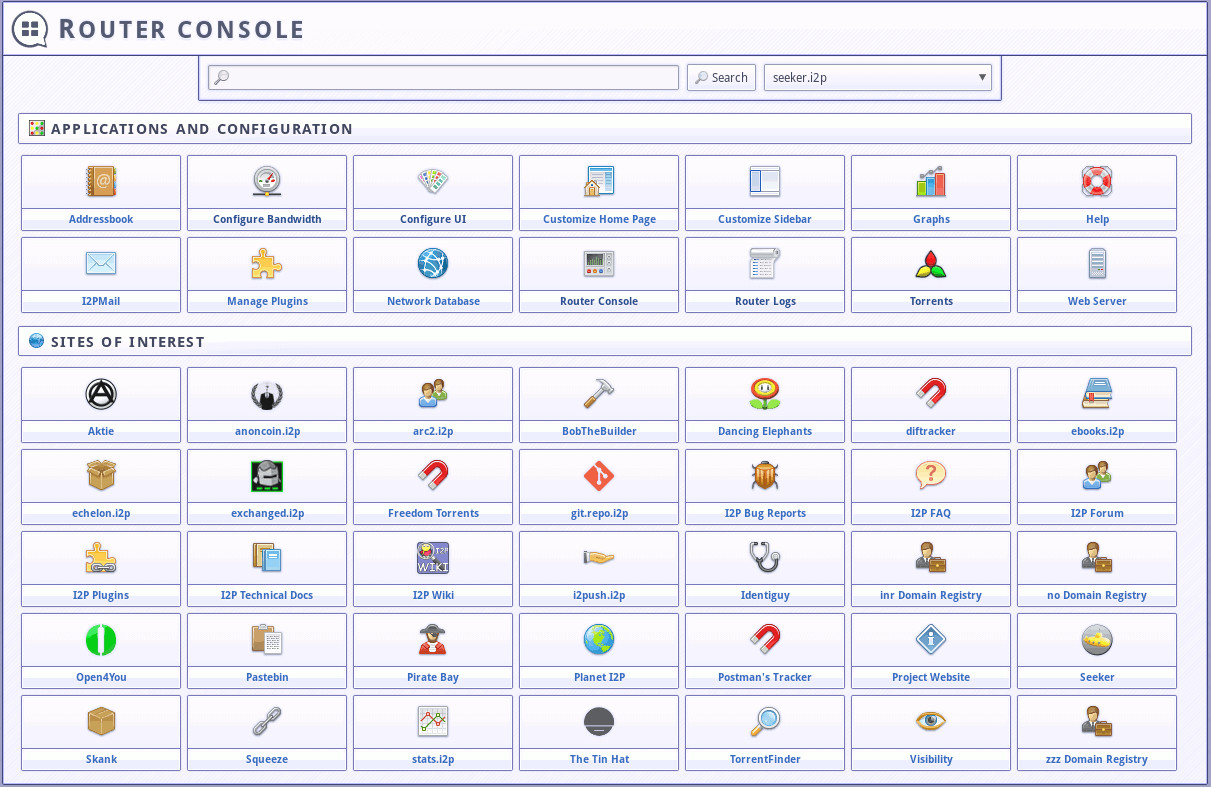 ROUTER CONSOLE
Search seeker.i2p
APPLICATIONS AND CONFIGURATION
Addressbook Configure Bandwidth Configure UI Customize Home Page Customize Sidebar Graphs Help
I2PMail Manage Plugins Network Database Router Console Router Logs Torrents Web Server
SITES OF INTEREST
Aktie anoncoin.i2p arc2.i2p BobTheBuilder Dancing Elephants diftracker ebooks.i2p
echelon.i2p exchanged.i2p Freedom Torrents git.repo.i2p I2P Bug Reports I2P FAQ I2P Forum
I2P
WIKI
I2P Plugins I2P Technical Docs I2P Wiki i2push.i2p Identiguy inr Domain Registry no Domain Registry
Open4You Pastebin Pirate Bay Planet I2P Postman's Tracker Project Website Seeker
Skank Squeeze stats.i2p The Tin Hat TorrentFinder Visibility zzz Domain Registry